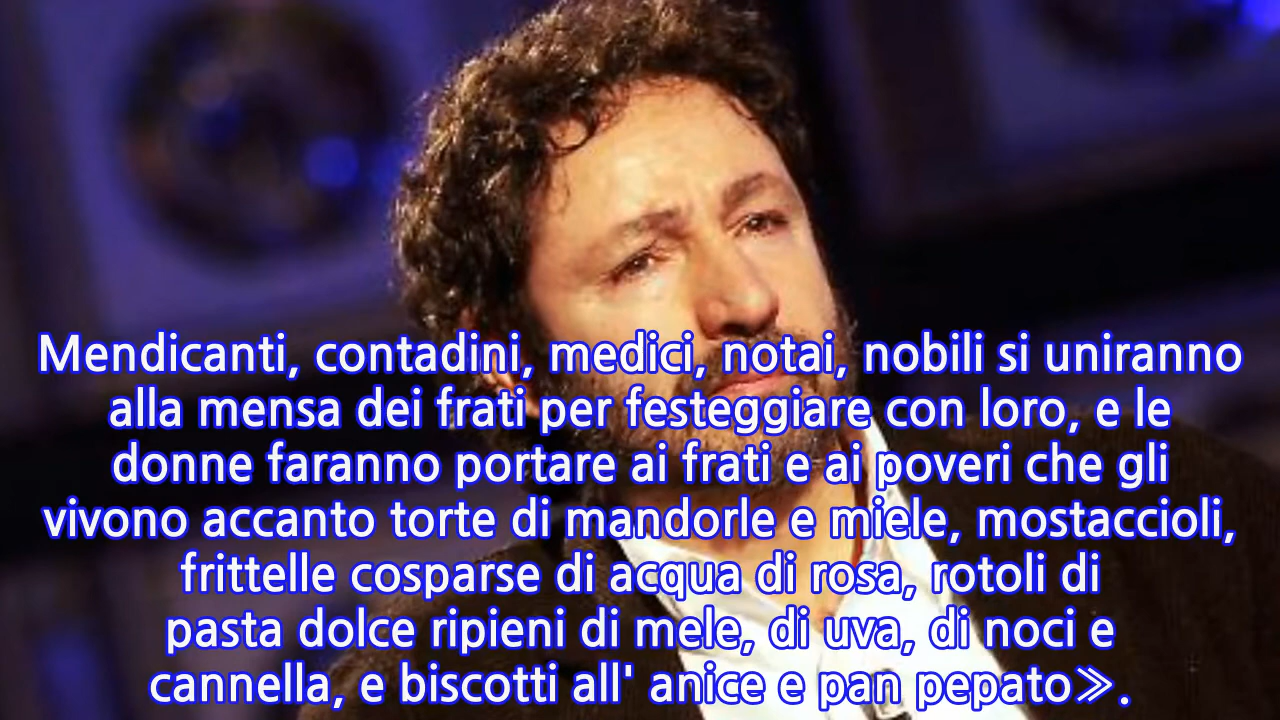 Mendicanti, contadini, medici, notai, nobili si uniranno
alla mensa dei frati per festeggiare con loro, e le
donne faranno portare ai frati e ai poveri che gli
vivono accanto torte di mandorle e miele, mostaccioli,
frittelle cosparse di acqua di rosa, rotoli di
pasta dolce ripieni di mele, di uva, di noci e
cannella, e biscotti all' anice e pan pepato≫.